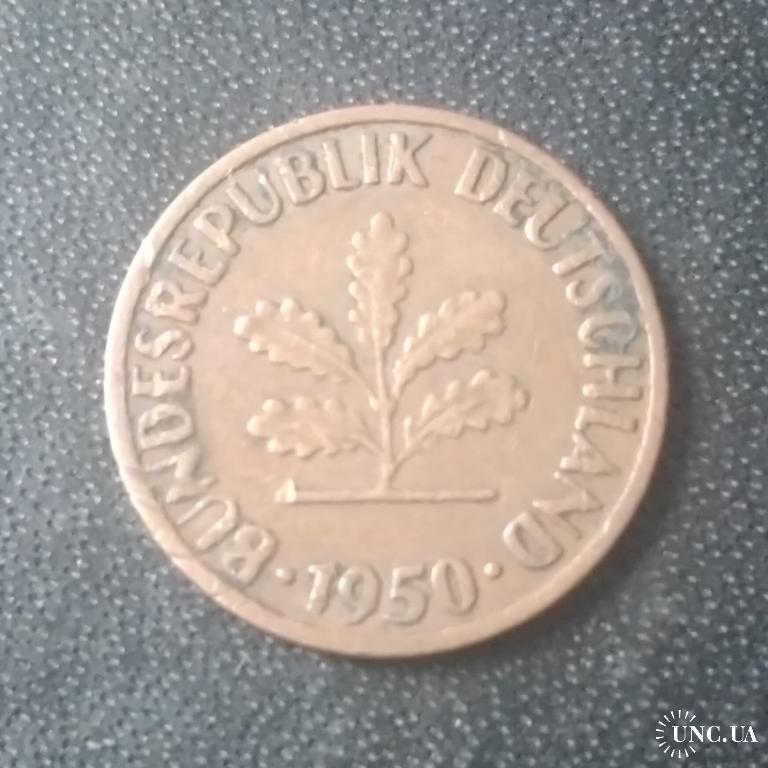 BUNDESREPUBLIK DEUTSCHLAND
· 1950 ·
UNC.UA